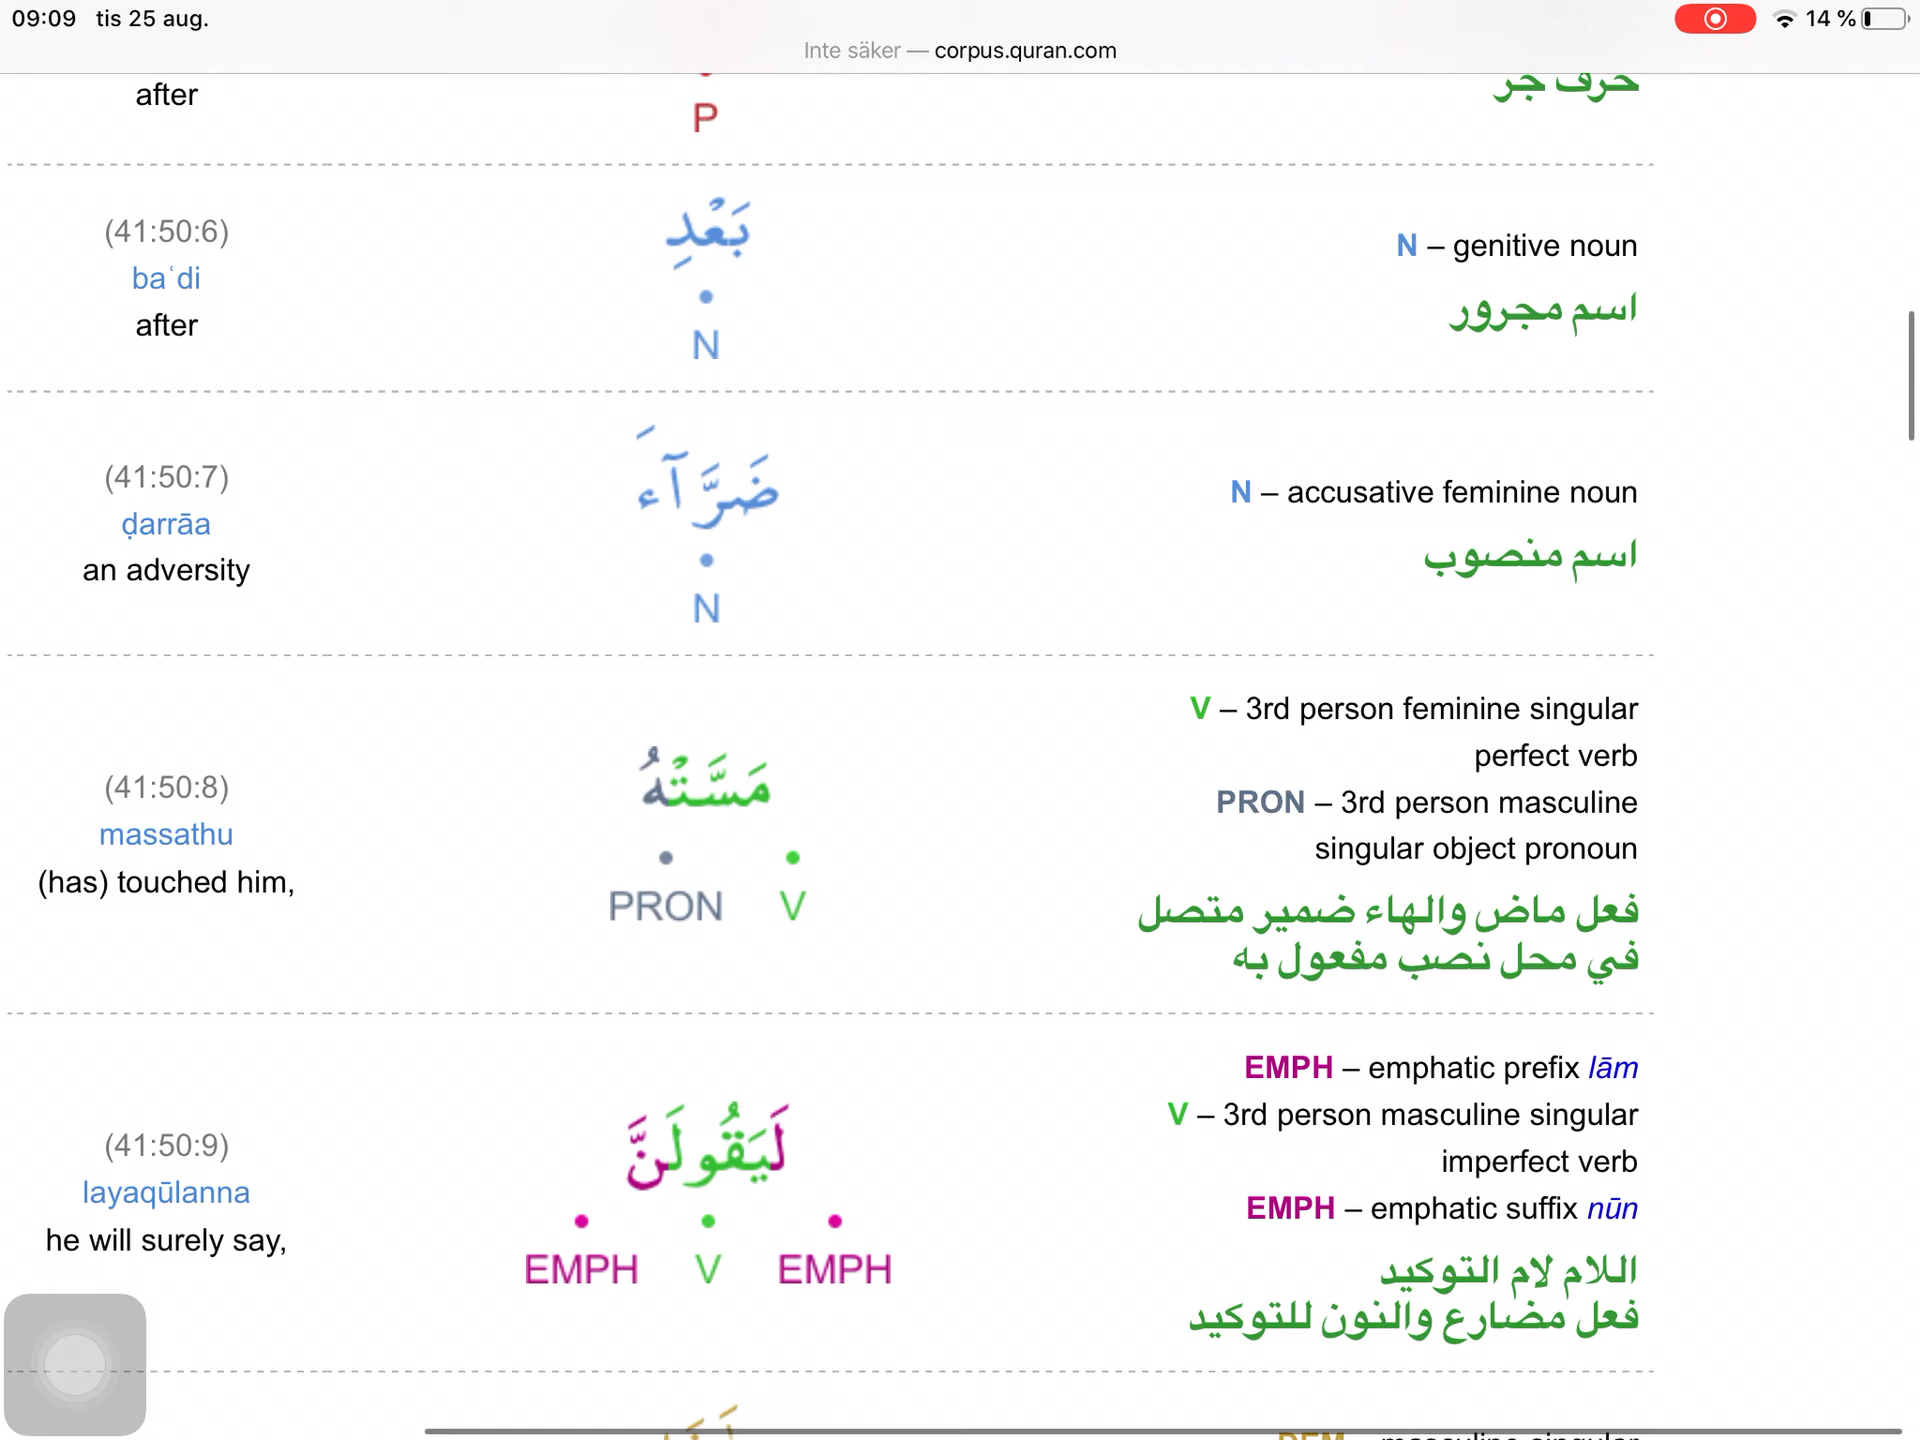 09:09 tis 25 aug.
14 %
Inte säker — corpus.quran.com
after
P
حرف جر
(41:50:6)
baʿdi
after
بَعْدِ
N
N – genitive noun
اسم مجرور
(41:50:7)
ḍarrāa
an adversity
ضَرَّآءَ
N
N – accusative feminine noun
اسم منصوب
(41:50:8)
massathu
(has) touched him,
مَسَّتْهُ
PRON V
V – 3rd person feminine singular
perfect verb
PRON – 3rd person masculine
singular object pronoun
فعل ماض والهاء ضمير متصل
في محل نصب مفعول به
(41:50:9)
layaqūlanna
he will surely say,
لَيَقُولَنَّ
EMPH V EMPH
EMPH – emphatic prefix lām
V – 3rd person masculine singular
imperfect verb
EMPH – emphatic suffix nūn
اللام لام التوكيد
فعل مضارع والنون للتوكيد